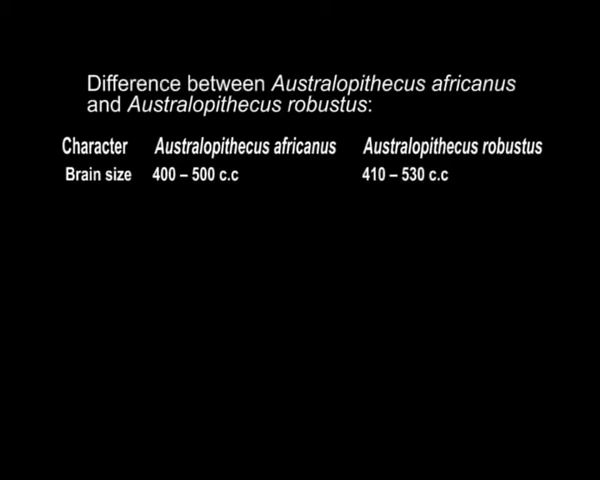 Difference between Australopithecus africanus
and Australopithecus robustus:
Character Australopithecus africanus Australopithecus robustus
Brain size 400 – 500 c.c 410 – 530 c.c